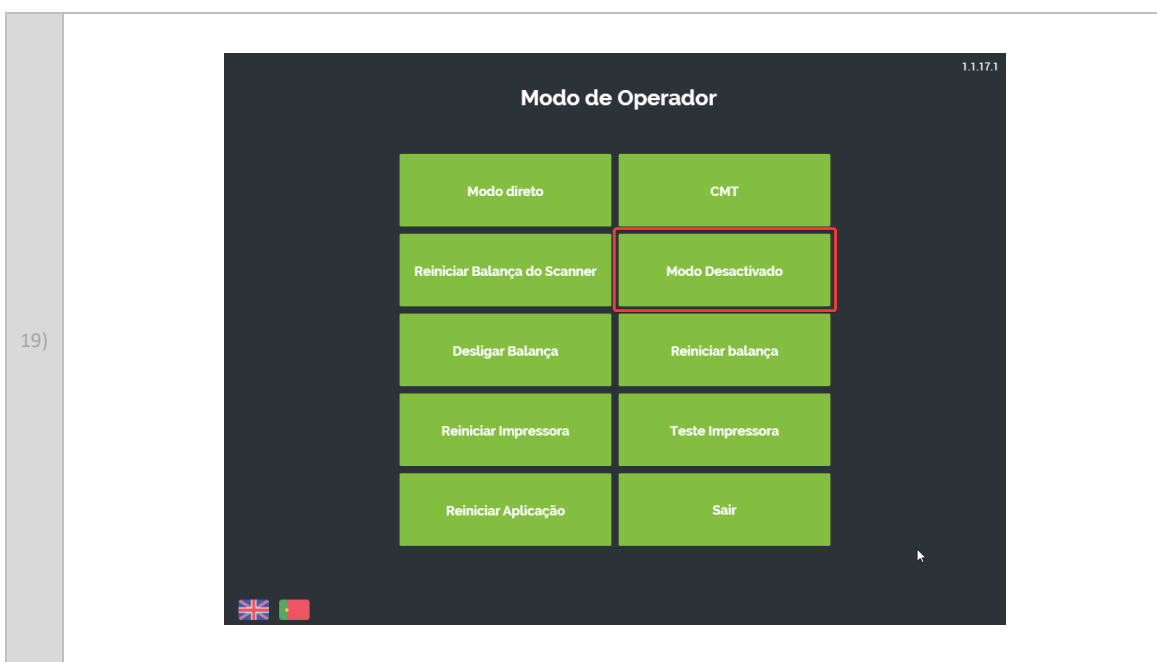 1.1.17.1
Modo de Operador
Modo direto
CMT
Reiniciar Balança do Scanner
Modo Desactivado
19)
Desligar Balança
Reiniciar balança
Reiniciar Impressora
Teste Impressora
Reiniciar Aplicação
Sair